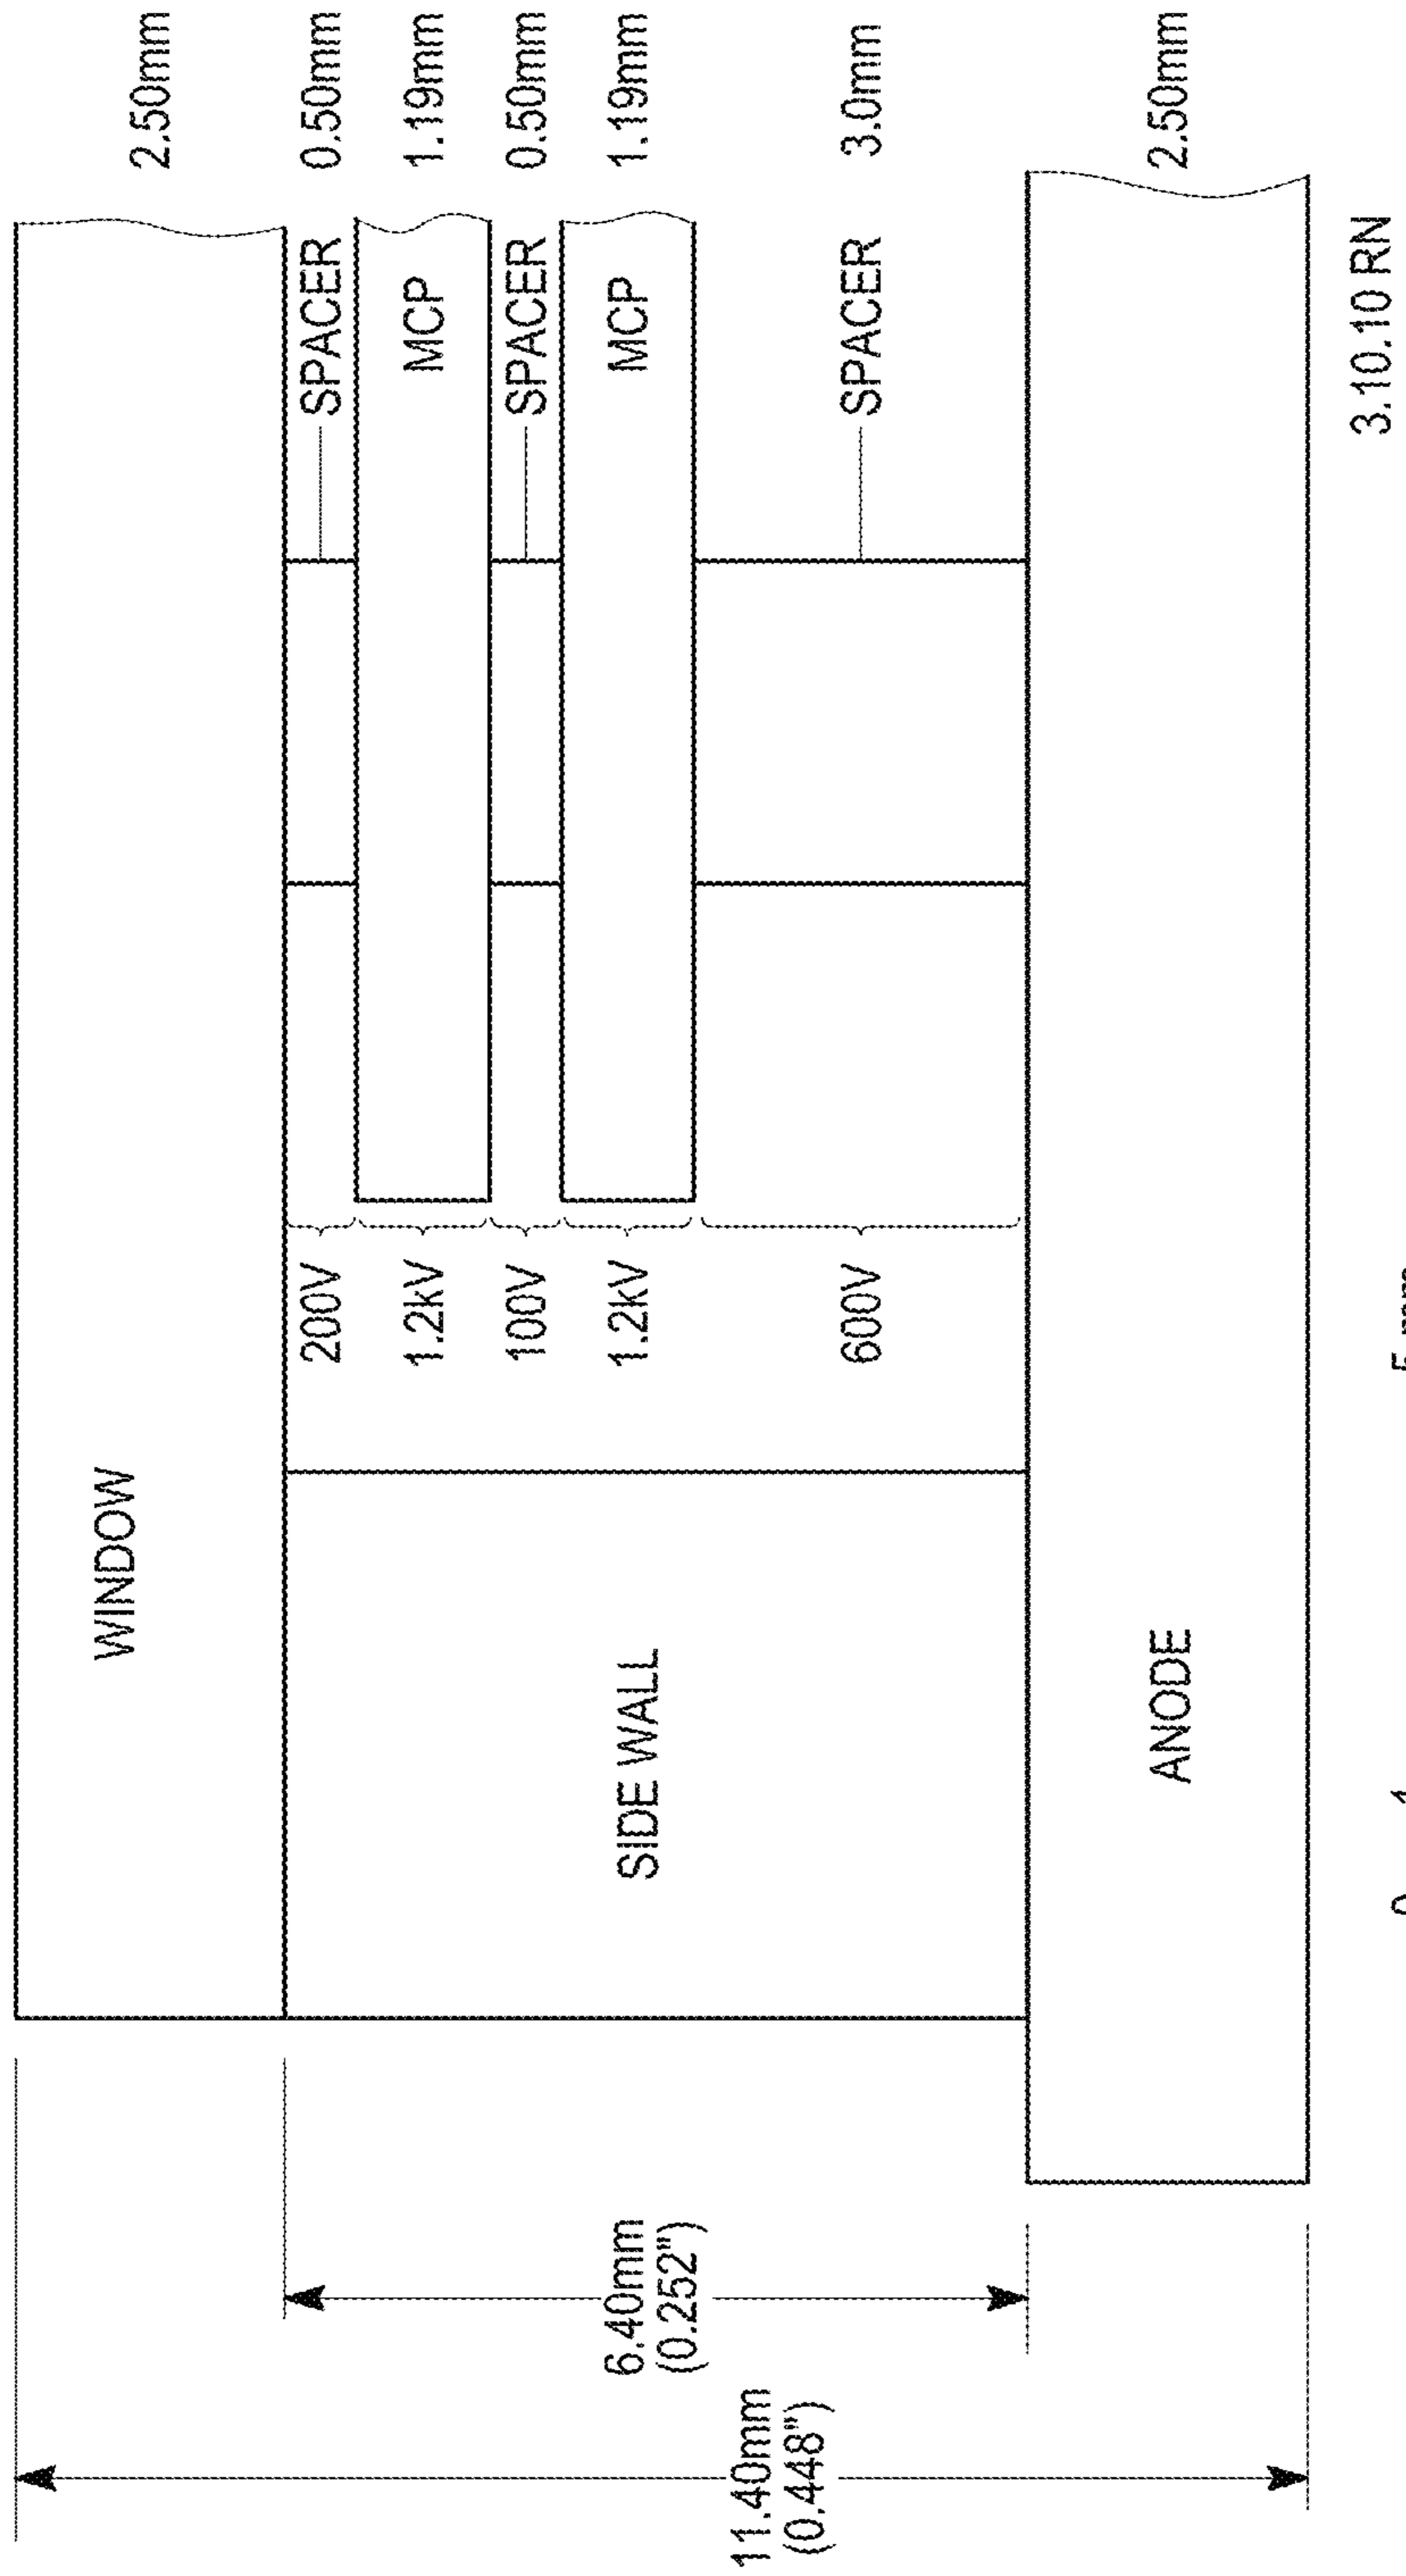 WINDOW
2.50mm
200V
SPACER
0.50mm
1.2kV
MCP
1.19mm
100V
SPACER
0.50mm
1.2kV
MCP
1.19mm
600V
SPACER
3.0mm
SIDE WALL
ANODE
2.50mm
6.40mm
(0.252")
11.40mm
(0.448")
3.10.10 RN